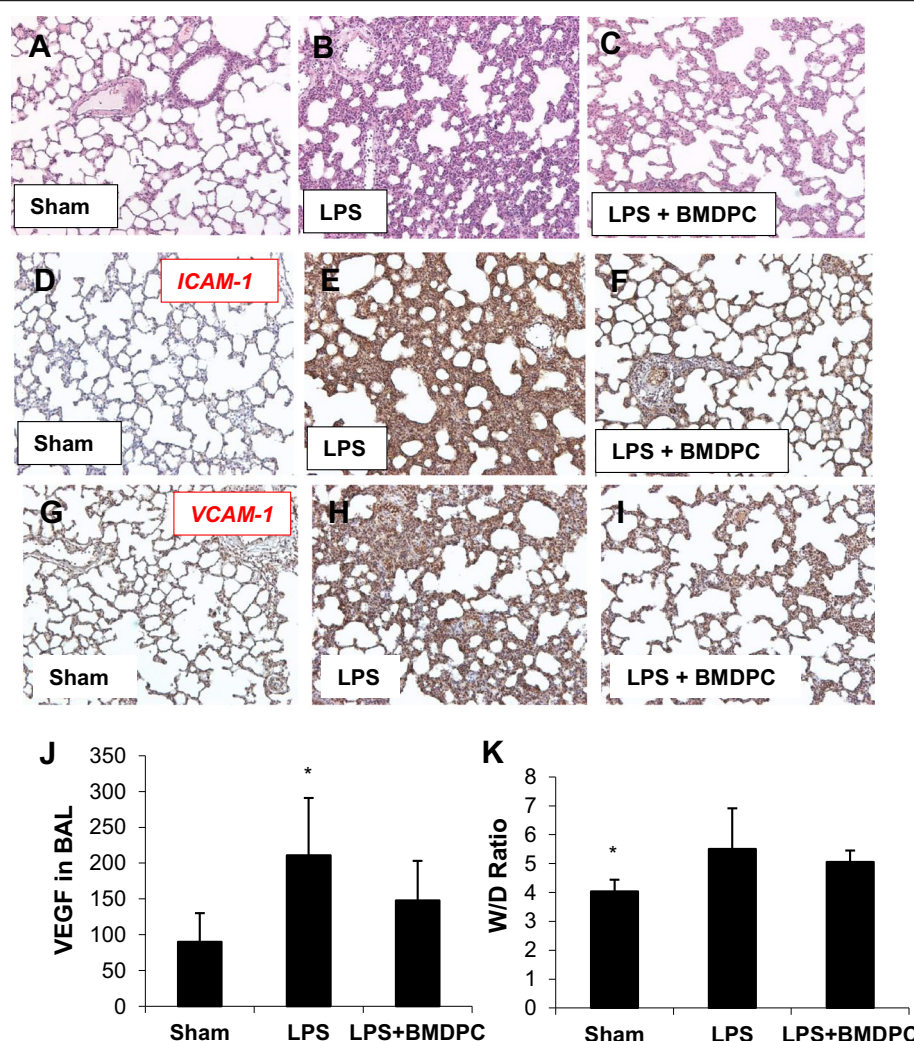 A
B
C
Sham
LPS
LPS + BMDPC
D
ICAM-1
E
F
Sham
LPS
LPS + BMDPC
G
VCAM-1
H
I
Sham
LPS
LPS + BMDPC
J
350
300
250
200
150
100
50
0
VEGF in BAL
*
Sham
LPS
LPS+BMDPC
K
8
7
6
5
4
3
2
1
0
W/D Ratio
*
Sham
LPS
LPS+BMDPC